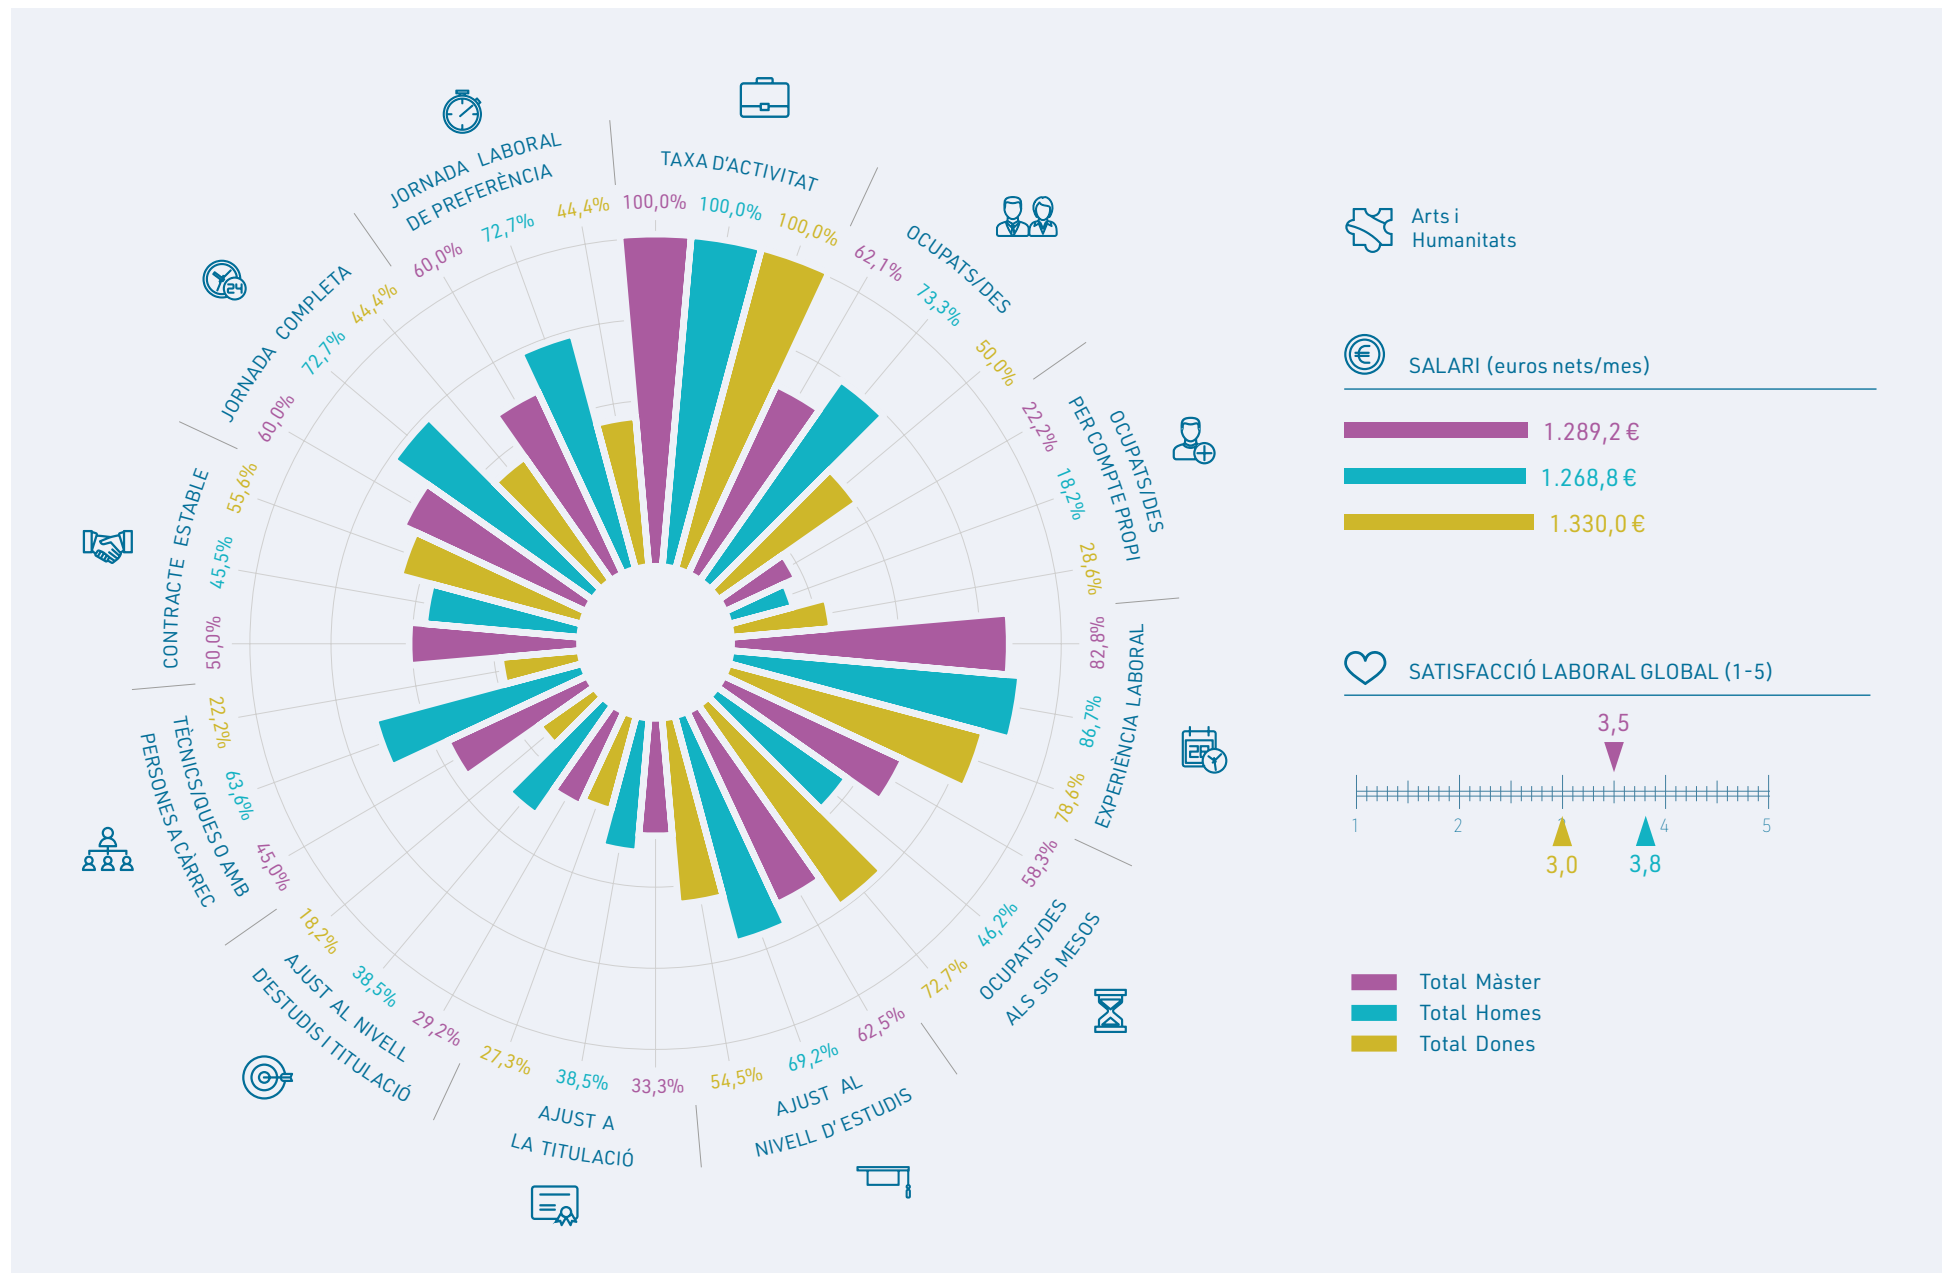 TAXA D'ACTIVITAT
100,0%
100,0%
100,0%
OCUPATS/DES
62,1%
73,3%
50,0%
OCUPATS/DES
PER COMPTE PROPI
22,2%
18,2%
28,6%
EXPERIÈNCIA LABORAL
82,8%
86,7%
78,6%
OCUPATS/DES
ALS SIS MESOS
58,3%
46,2%
72,7%
AJUST AL
NIVELL D'ESTUDIS
62,5%
69,2%
54,5%
AJUST A
LA TITULACIÓ
33,3%
38,5%
27,3%
AJUST AL NIVELL
D'ESTUDIS I TITULACIÓ
29,2%
38,5%
18,2%
TÈCNICS/QUES O AMB
PERSONES A CÀRREC
45,0%
63,6%
22,2%
CONTRACTE ESTABLE
50,0%
45,5%
55,6%
JORNADA COMPLETA
60,0%
72,7%
44,4%
JORNADA LABORAL
DE PREFERÈNCIA
60,0%
72,7%
44,4%
24
28
Arts i
Humanitats
€ SALARI (euros nets/mes)
1.289,2 €
1.268,8 €
1.330,0 €
SATISFACCIÓ LABORAL GLOBAL (1-5)
3,5
1 2 4 5
3,0 3,8
Total Màster
Total Homes
Total Dones